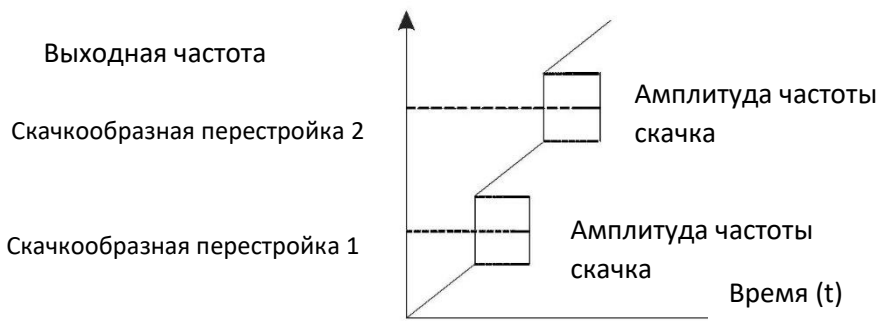 Выходная частота
Скачкообразная перестройка 2
Амплитуда частоты
скачка
Скачкообразная перестройка 1
Амплитуда частоты
скачка
Время (t)